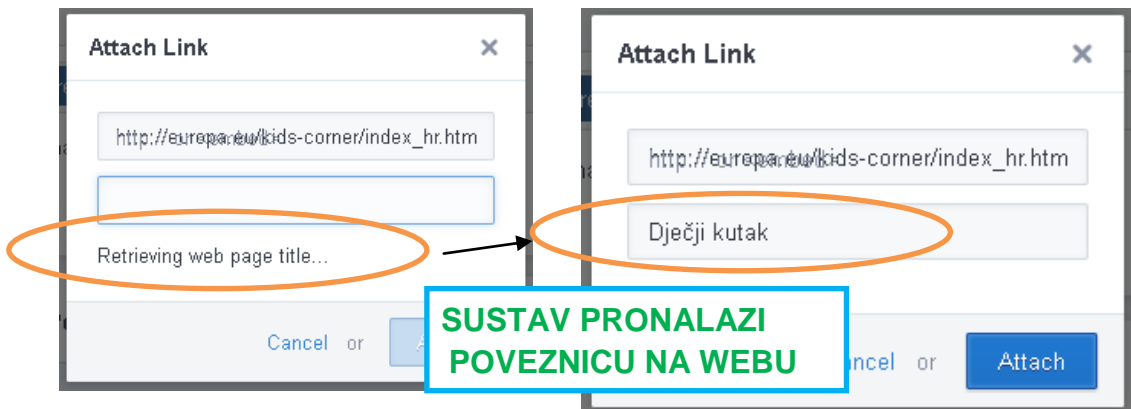 Attach Link ×
http://europa.eu/kids-corner/index_hr.htm
Retrieving web page title...
Cancel or
Attach Link ×
http://europa.eu/kids-corner/index_hr.htm
Dječji kutak
or Attach
SUSTAV PRONALAZI
POVEZNICU NA WEBU